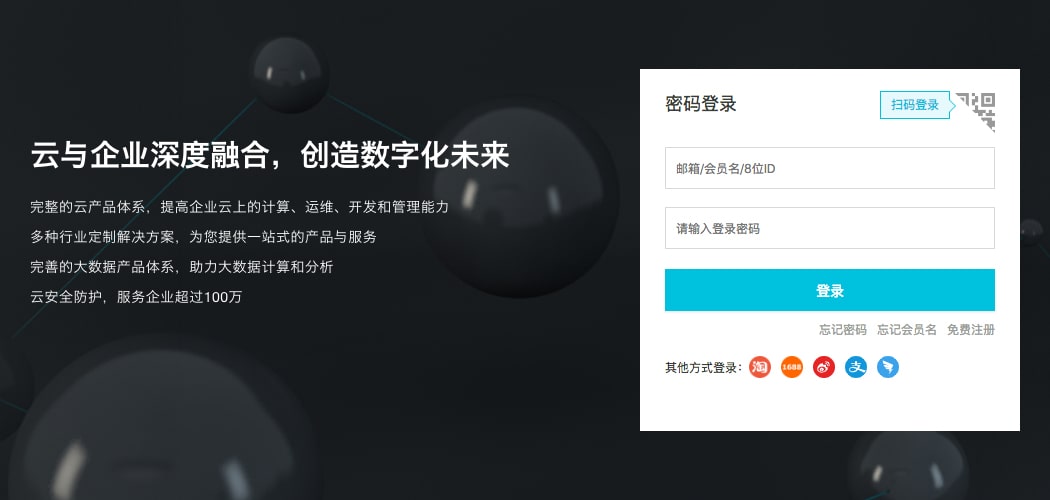 云与企业深度融合，创造数字化未来
完整的云产品体系，提高企业云上的计算、运维、开发和管理能力
多种行业定制解决方案，为您提供一站式的产品与服务
完善的大数据产品体系，助力大数据计算和分析
云安全防护，服务企业超过100万
密码登录
扫码登录
邮箱/会员名/8位ID
请输入登录密码
登录
忘记密码 忘记会员名 免费注册
其他方式登录： 淘 1688 支